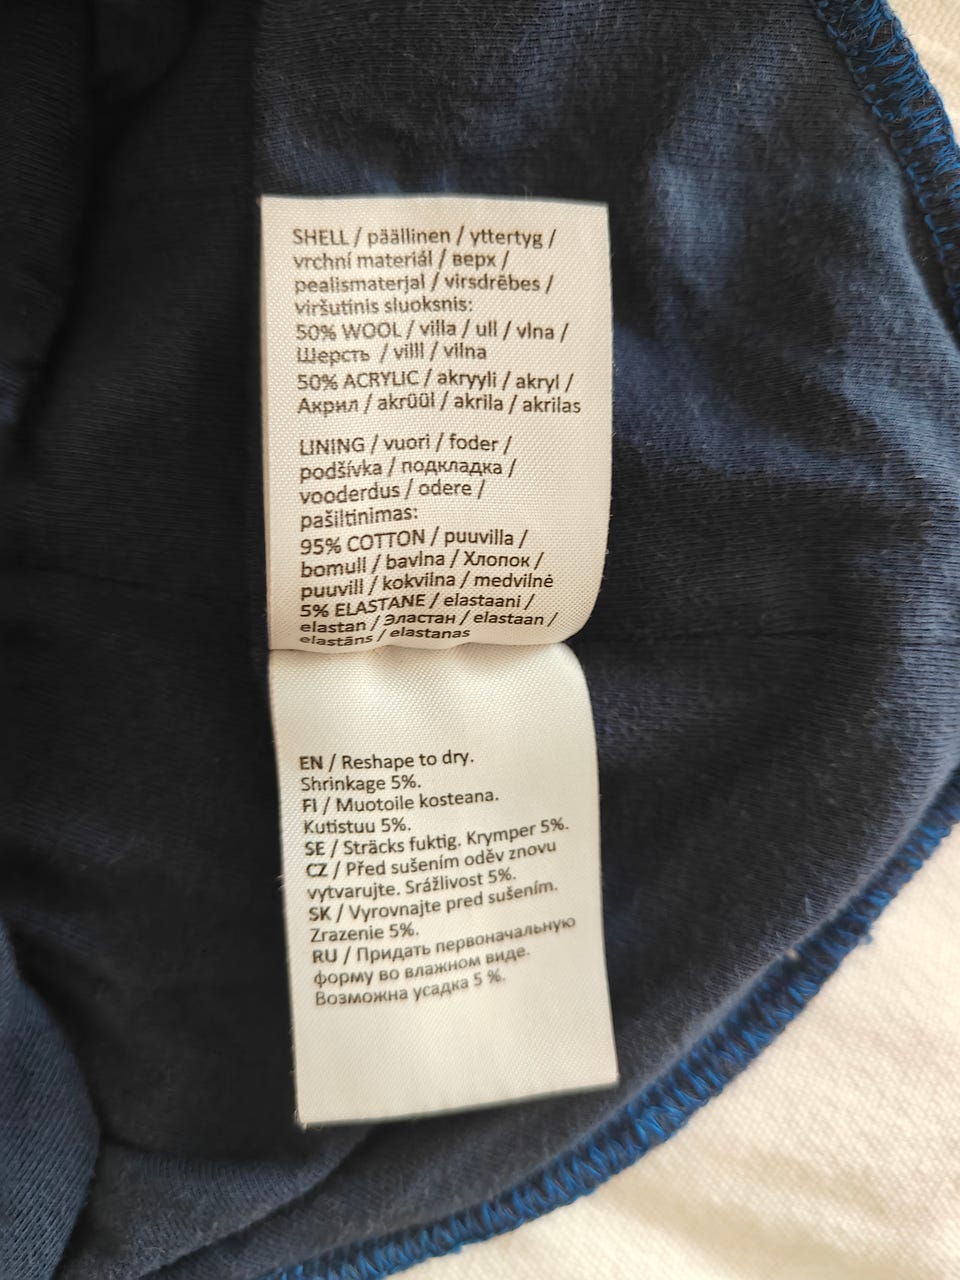 SHELL / päällinen / yttertyg /
vrchní materiál / верх /
pealismaterjal / virsdrēbes /
viršutinis sluoksnis:
50% WOOL / villa / ull / vlna /
Шерсть / villl / vilna
50% ACRYLIC / akryyli / akryl /
Акрил / akrüül / akrila / akrilas
LINING / vuori / foder /
podšívka / подкладка /
vooderdus / odere /
pašiltinimas:
95% COTTON / puuvilla /
bomull / bavlna / Хлопок /
puuvill / kokvilna / medvilnė
5% ELASTANE / elastaani /
elastan / Эластан / elastaan /
elastāns / elastanas
EN / Reshape to dry.
Shrinkage 5%.
FI / Muotoile kosteana.
Kutistuu 5%.
SE / Sträcks fuktig. Krymper 5%.
CZ / Před sušením oděv znovu
vytvarujte. Srážlivost 5%.
SK / Vyrovnajte pred sušením.
Zrazenie 5%.
RU / Придать первоначальную
форму во влажном виде.
Возможна усадка 5 %.